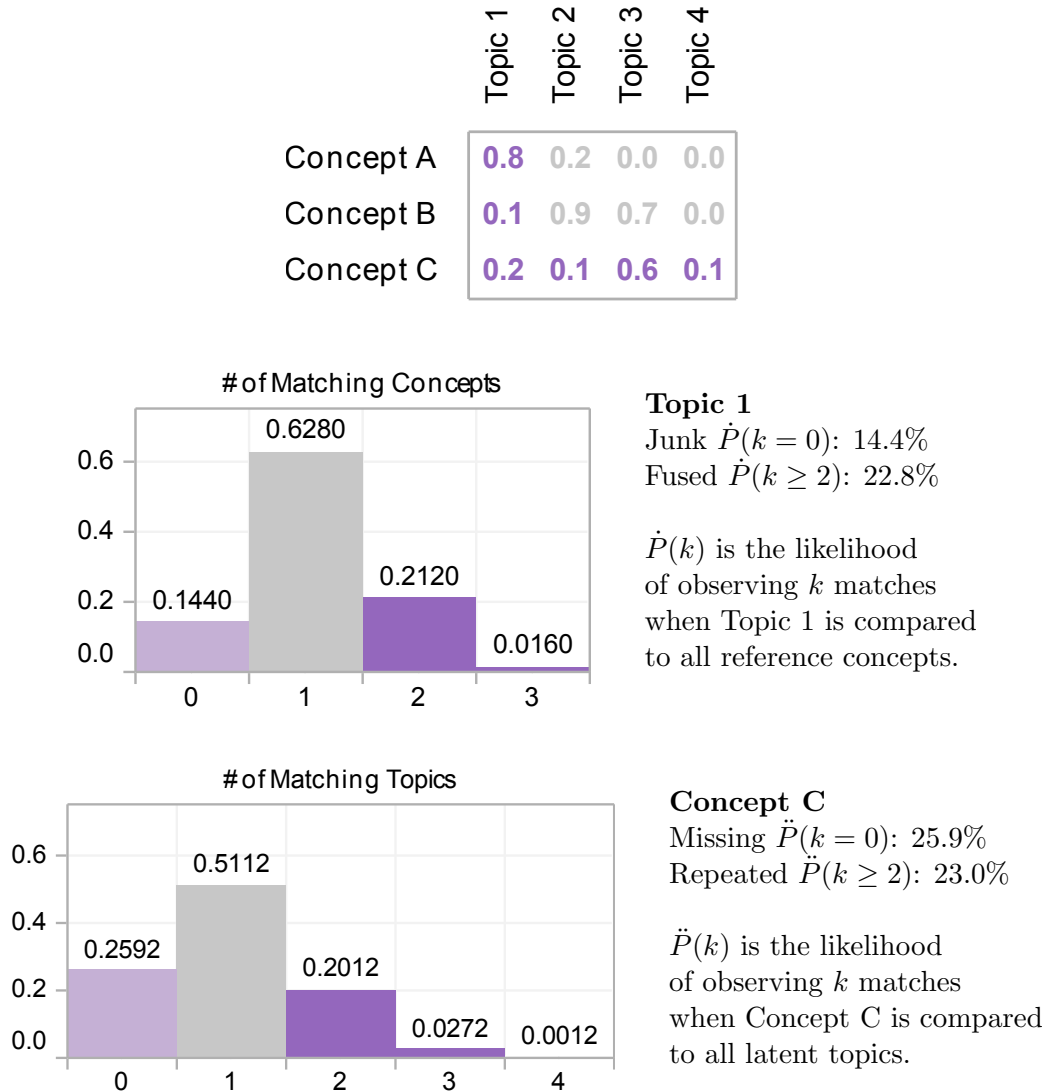 Topic 1 Topic 2 Topic 3 Topic 4
Concept A 0.8 0.2 0.0 0.0
Concept B 0.1 0.9 0.7 0.0
Concept C 0.2 0.1 0.6 0.1
# of Matching Concepts
0.6
0.4
0.2
0.0
0.1440
0.6280
0.2120
0.0160
0 1 2 3
Topic 1
Junk Ṗ(k = 0): 14.4%
Fused Ṗ(k ≥ 2): 22.8%
Ṗ(k) is the likelihood
of observing k matches
when Topic 1 is compared
to all reference concepts.
# of Matching Topics
0.6
0.4
0.2
0.0
0.2592
0.5112
0.2012
0.0272
0.0012
0 1 2 3 4
Concept C
Missing P̈(k = 0): 25.9%
Repeated P̈(k ≥ 2): 23.0%
P̈(k) is the likelihood
of observing k matches
when Concept C is compared
to all latent topics.